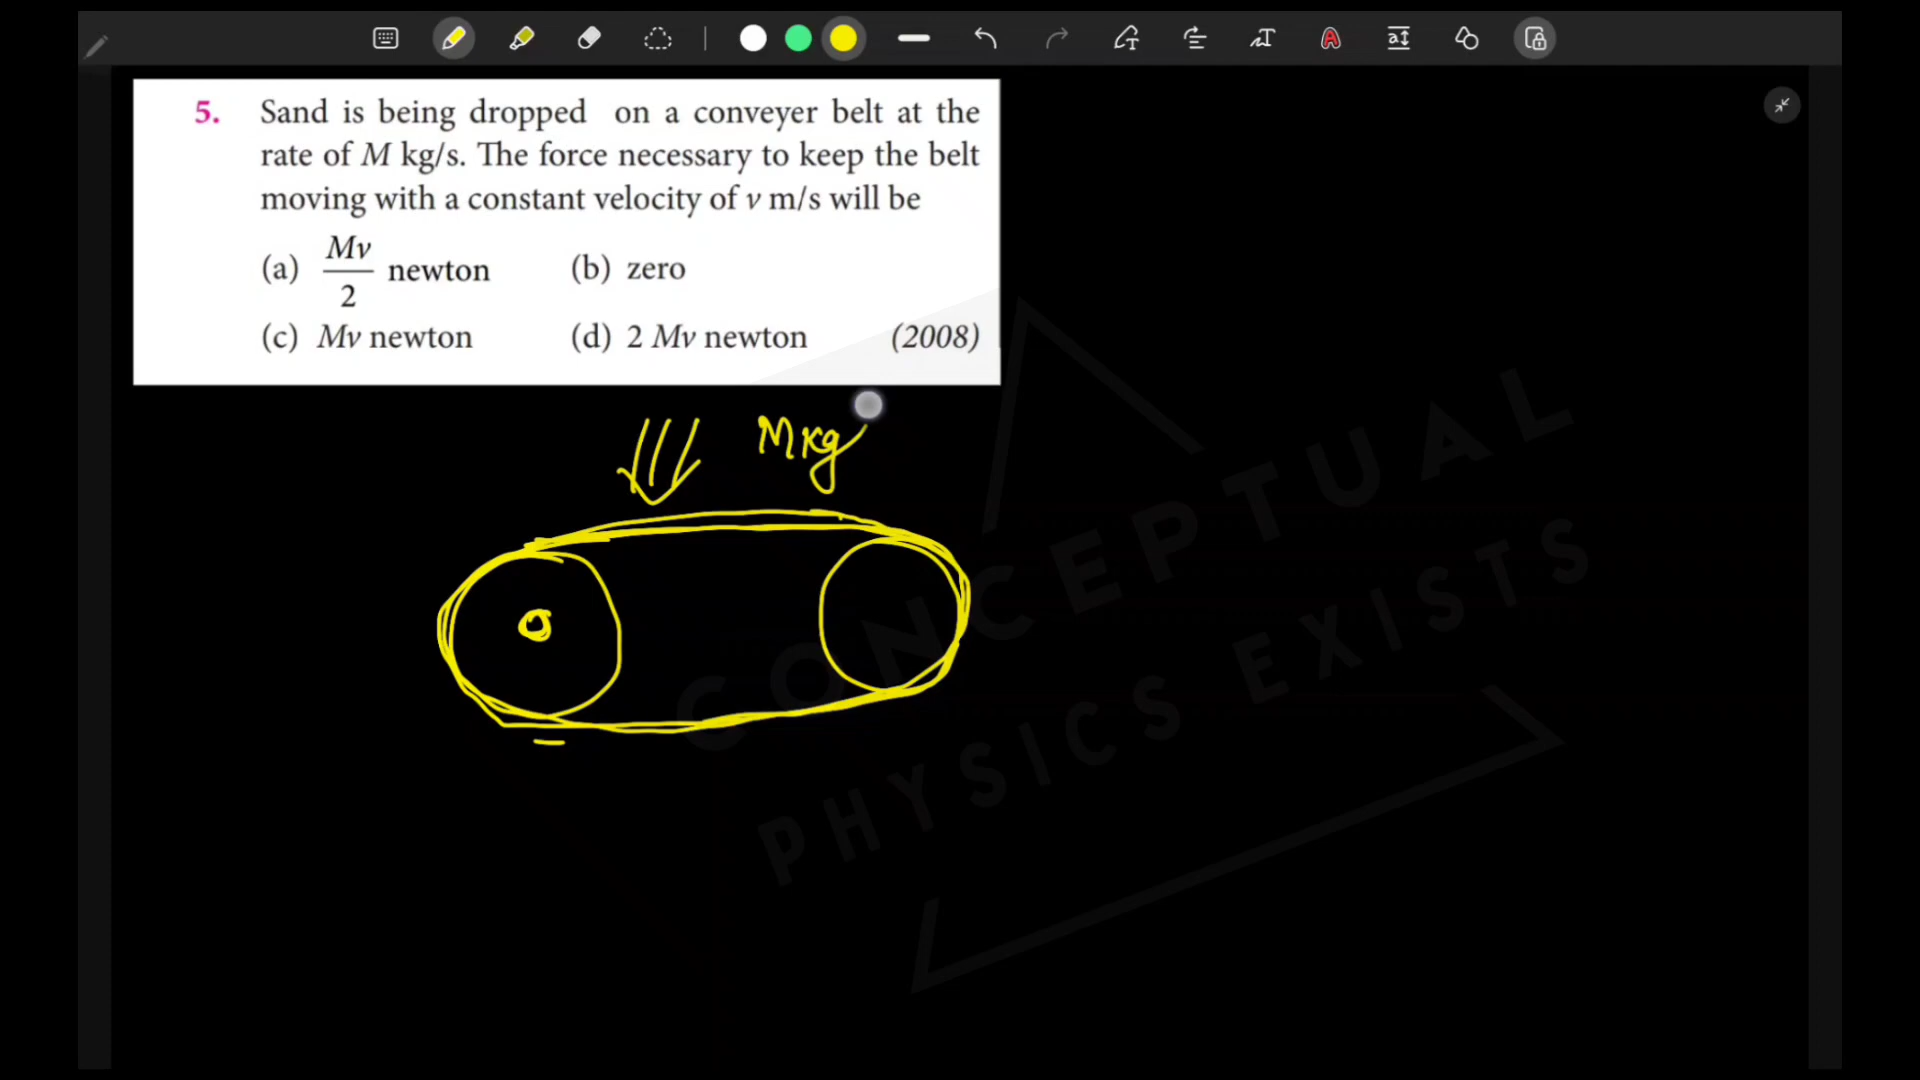 5. Sand is being dropped on a conveyer belt at the
rate of M kg/s. The force necessary to keep the belt
moving with a constant velocity of v m/s will be
(a) Mv/2 newton (b) zero
(c) Mv newton (d) 2 Mv newton (2008)
M kg
CONCEPTUAL
PHYSICS EXISTS